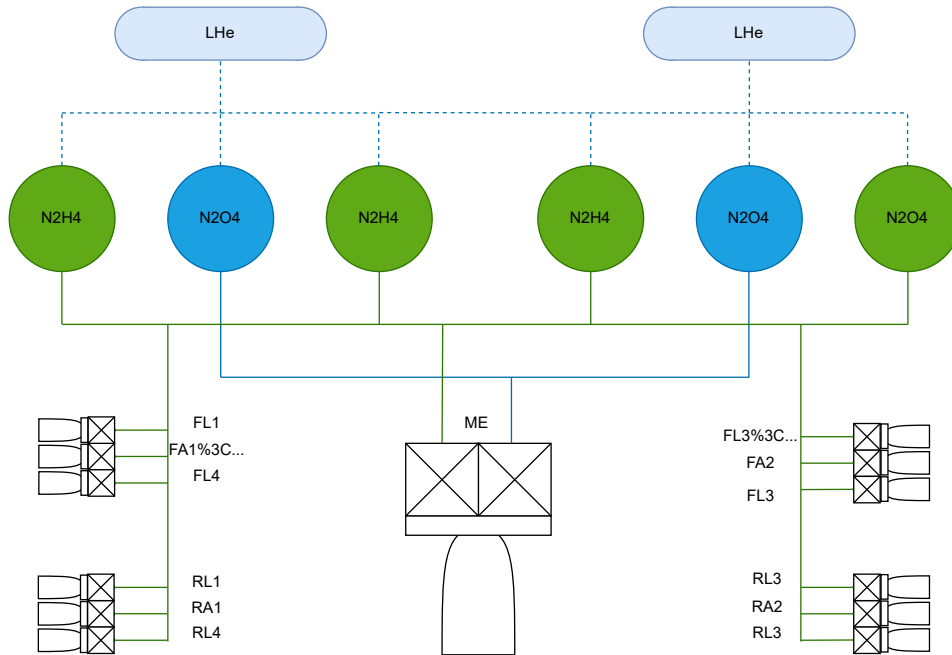 LHe
LHe
N2H4
N2O4
N2H4
N2H4
N2O4
N2O4
FL1
FA1%3C...
FL4
ME
FL3%3C...
FA2
FL3
RL1
RA1
RL4
RL3
RA2
RL3